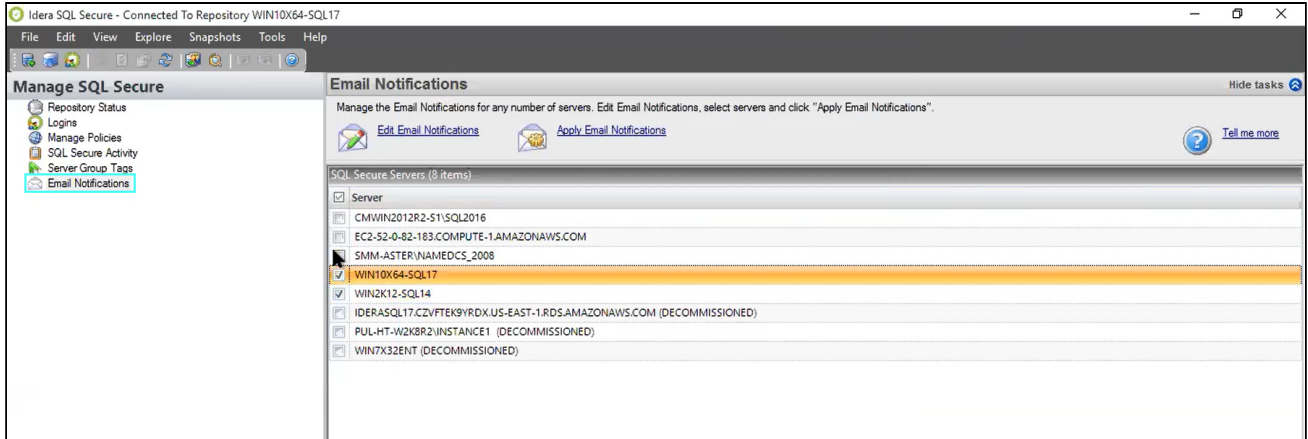 Idera SQL Secure - Connected To Repository WIN10X64-SQL17
File Edit View Explore Snapshots Tools Help
Manage SQL Secure
Repository Status
Logins
Manage Policies
SQL Secure Activity
Server Group Tags
Email Notifications
Email Notifications
Hide tasks
Manage the Email Notifications for any number of servers. Edit Email Notifications, select servers and click "Apply Email Notifications".
Edit Email Notifications
Apply Email Notifications
Tell me more
SQL Secure Servers (8 items)
Server
CMWIN2012R2-S1\SQL2016
EC2-52-0-82-183.COMPUTE-1.AMAZONAWS.COM
SMM-ASTER\NAMEDCS_2008
WIN10X64-SQL17
WIN2K12-SQL14
IDERASQL17.CZVFTEK9YRDX.US-EAST-1.RDS.AMAZONAWS.COM (DECOMMISSIONED)
PUL-HT-W2K8R2\INSTANCE1 (DECOMMISSIONED)
WIN7X32ENT (DECOMMISSIONED)